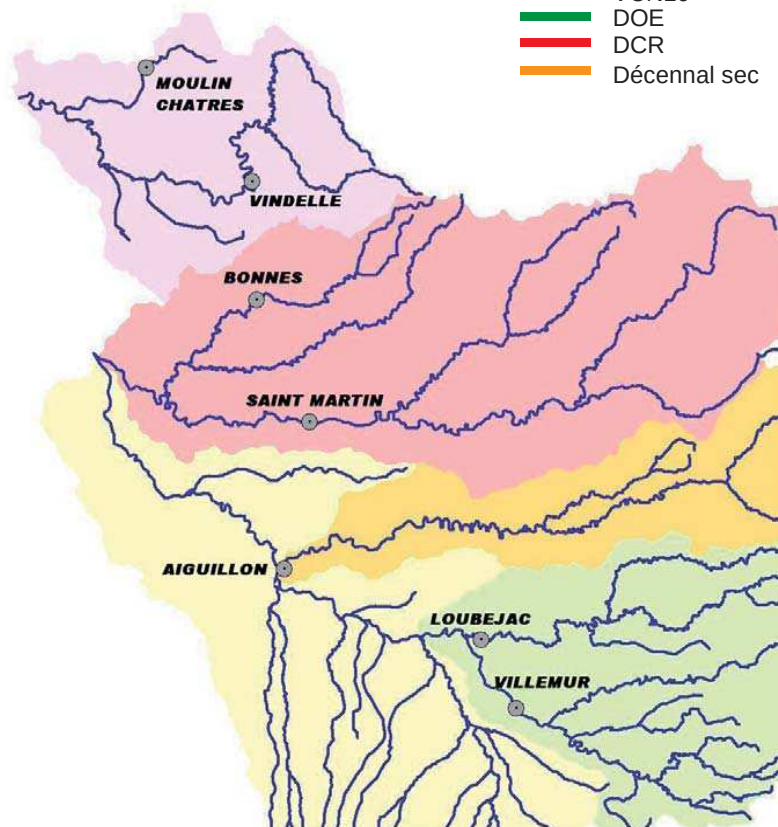 DOE
DCR
Décennal sec
MOULIN
CHATRES
VINDELLE
BONNES
SAINT MARTIN
AIGUILLON
LOUBEJAC
VILLEMUR